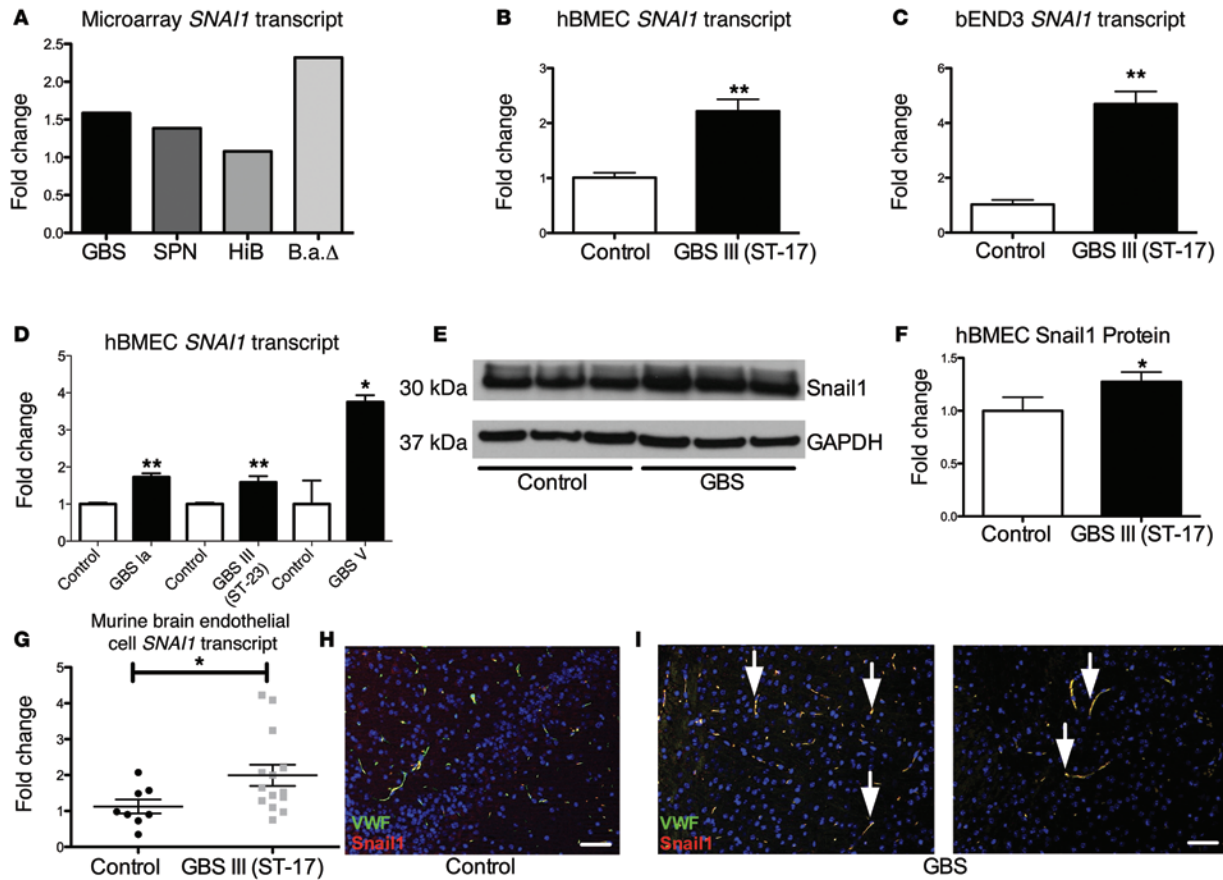 A
Microarray SNAI1 transcript
Fold change
2.5
2.0
1.5
1.0
0.5
0.0
GBS SPN HiB B.a.Δ
B
hBMEC SNAI1 transcript
Fold change
3
2
1
0
**
Control GBS III (ST-17)
C
bEND3 SNAI1 transcript
Fold change
6
4
2
0
**
Control GBS III (ST-17)
D
hBMEC SNAI1 transcript
Fold change
5
4
3
2
1
0
** ** *
Control GBS Ia Control GBS III (ST-23) Control GBS V
E
30 kDa Snail1
37 kDa GAPDH
Control GBS
F
hBMEC Snail1 Protein
Fold change
1.5
1.0
0.5
0.0
*
Control GBS III (ST-17)
G
Murine brain endothelial
cell SNAI1 transcript
Fold change
5
4
3
2
1
0
*
Control GBS III (ST-17)
H
VWF
Snail1
Control
I
VWF
Snail1
GBS